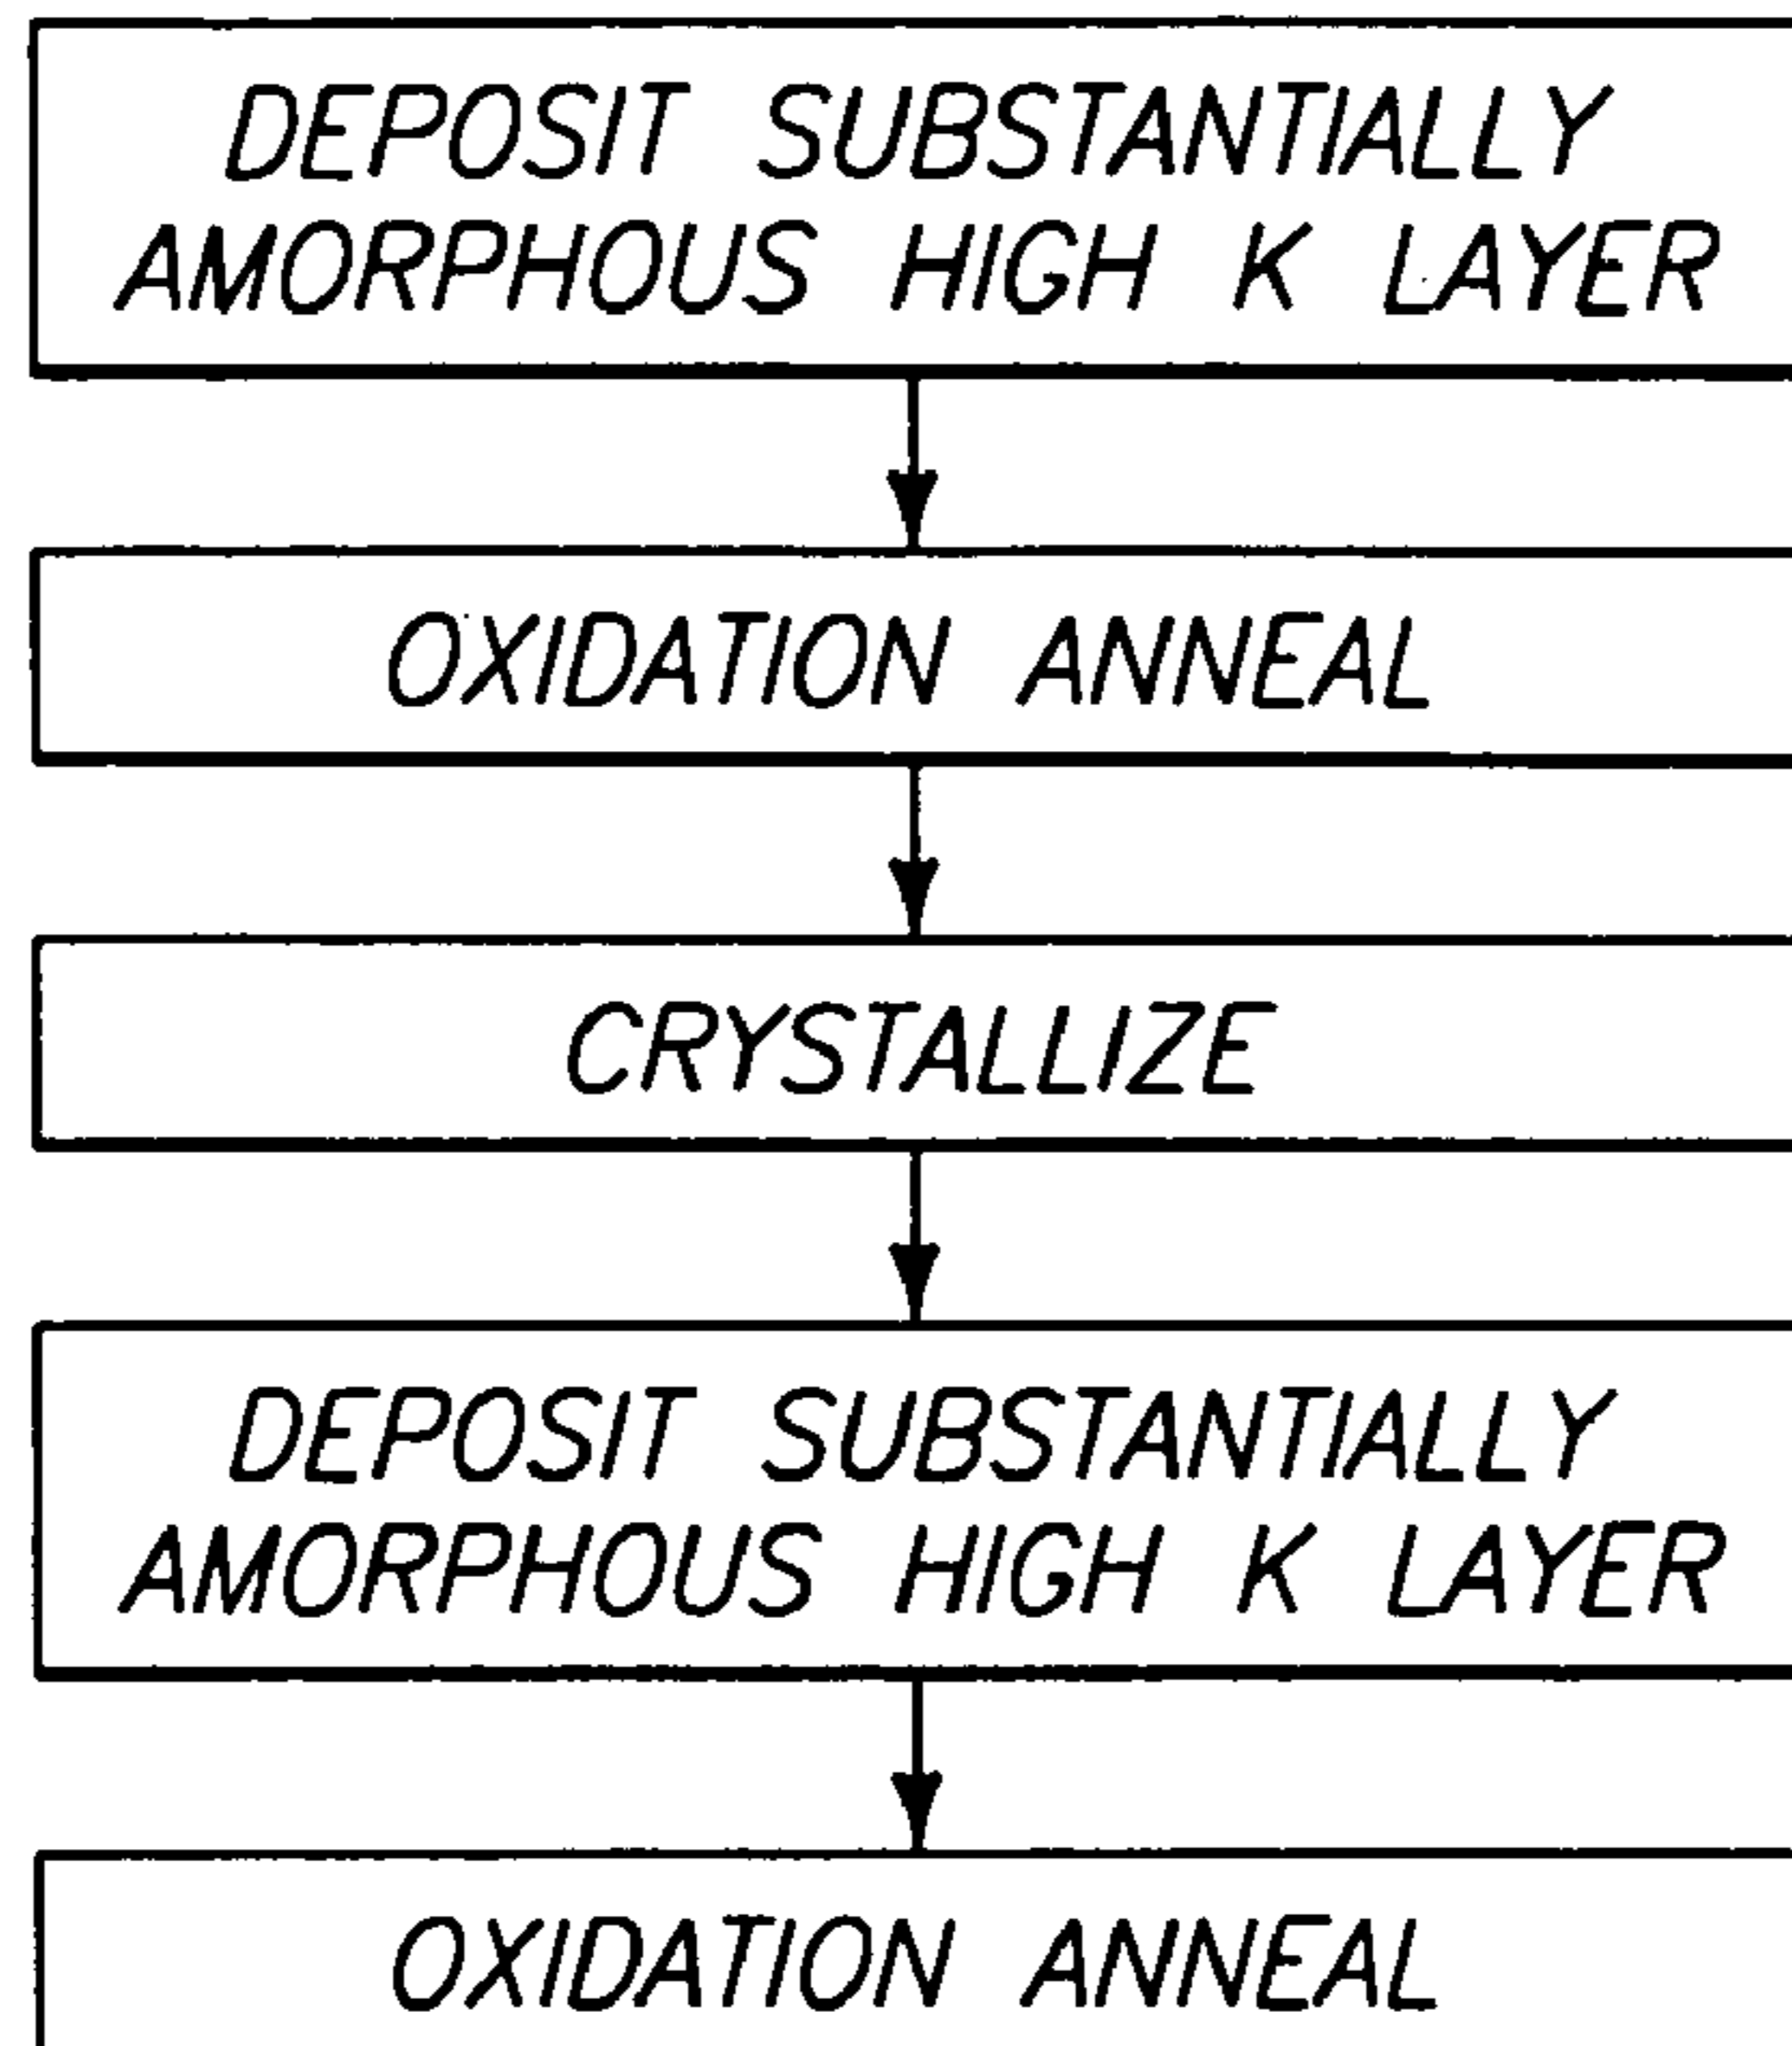 DEPOSIT SUBSTANTIALLY
AMORPHOUS HIGH K LAYER
OXIDATION ANNEAL
CRYSTALLIZE
DEPOSIT SUBSTANTIALLY
AMORPHOUS HIGH K LAYER
OXIDATION ANNEAL